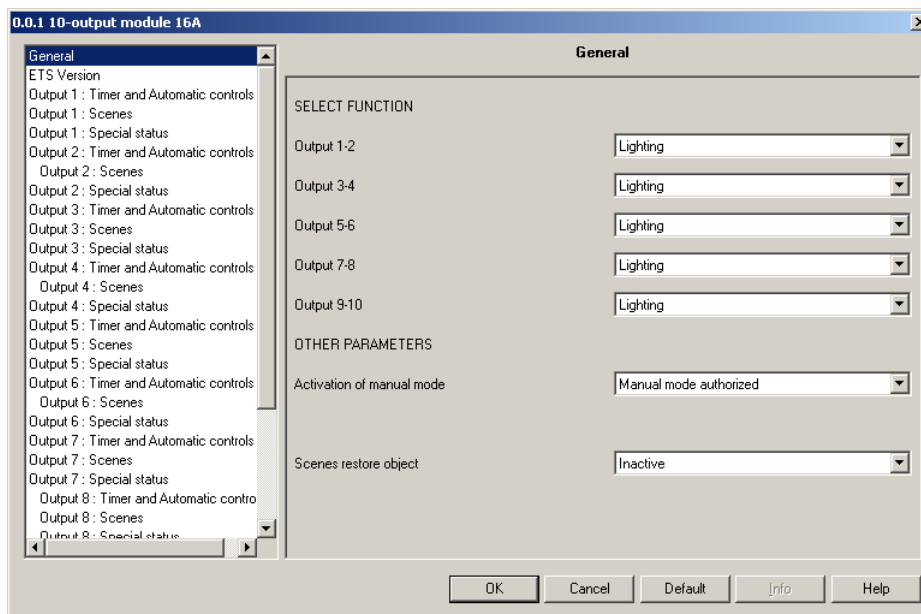 0.0.1 10-output module 16A
General
ETS Version
Output 1 : Timer and Automatic controls
Output 1 : Scenes
Output 1 : Special status
Output 2 : Timer and Automatic controls
Output 2 : Scenes
Output 2 : Special status
Output 3 : Timer and Automatic controls
Output 3 : Scenes
Output 3 : Special status
Output 4 : Timer and Automatic controls
Output 4 : Scenes
Output 4 : Special status
Output 5 : Timer and Automatic controls
Output 5 : Scenes
Output 5 : Special status
Output 6 : Timer and Automatic controls
Output 6 : Scenes
Output 6 : Special status
Output 7 : Timer and Automatic controls
Output 7 : Scenes
Output 7 : Special status
Output 8 : Timer and Automatic contro
Output 8 : Scenes
Output 8 : Special status
General
SELECT FUNCTION
Output 1-2 Lighting
Output 3-4 Lighting
Output 5-6 Lighting
Output 7-8 Lighting
Output 9-10 Lighting
OTHER PARAMETERS
Activation of manual mode Manual mode authorized
Scenes restore object Inactive
OK Cancel Default Info Help